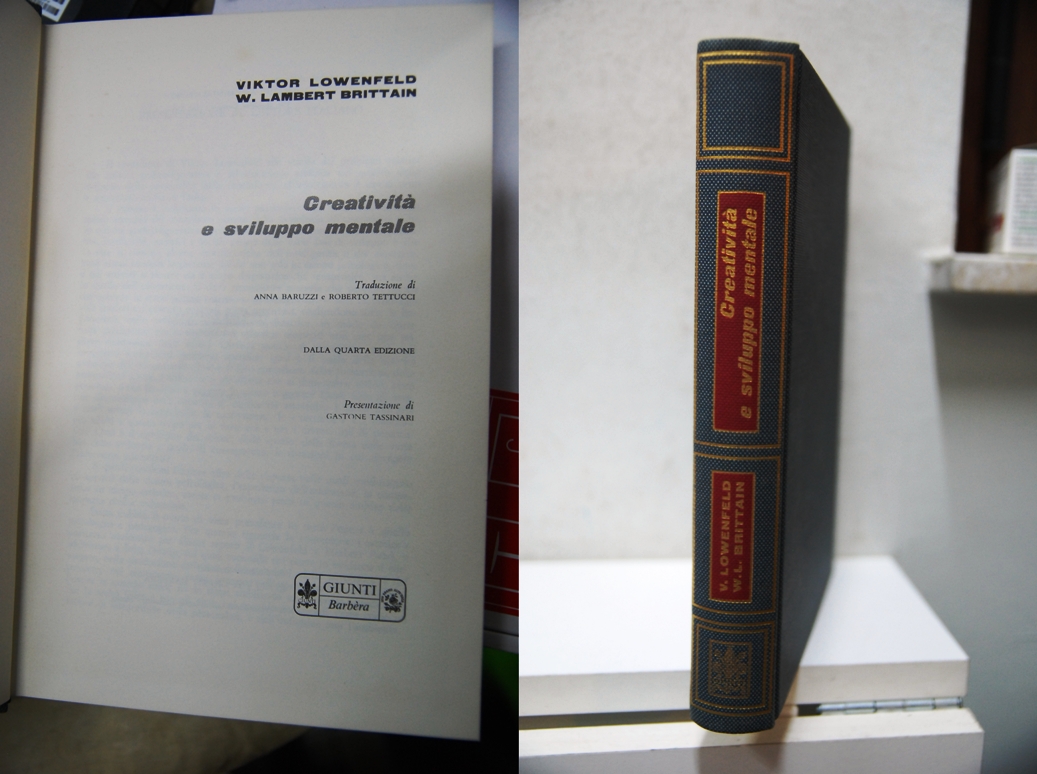 VIKTOR LOWENFELD
W. LAMBERT BRITTAIN
Creatività
e sviluppo mentale
Traduzione di
ANNA BARUZZI e ROBERTO TETTUCCI
DALLA QUARTA EDIZIONE
Presentazione di
GASTONE TASSINARI
GIUNTI
Barbèra
Creatività
e sviluppo mentale
V. LOWENFELD
W.L. BRITTAIN